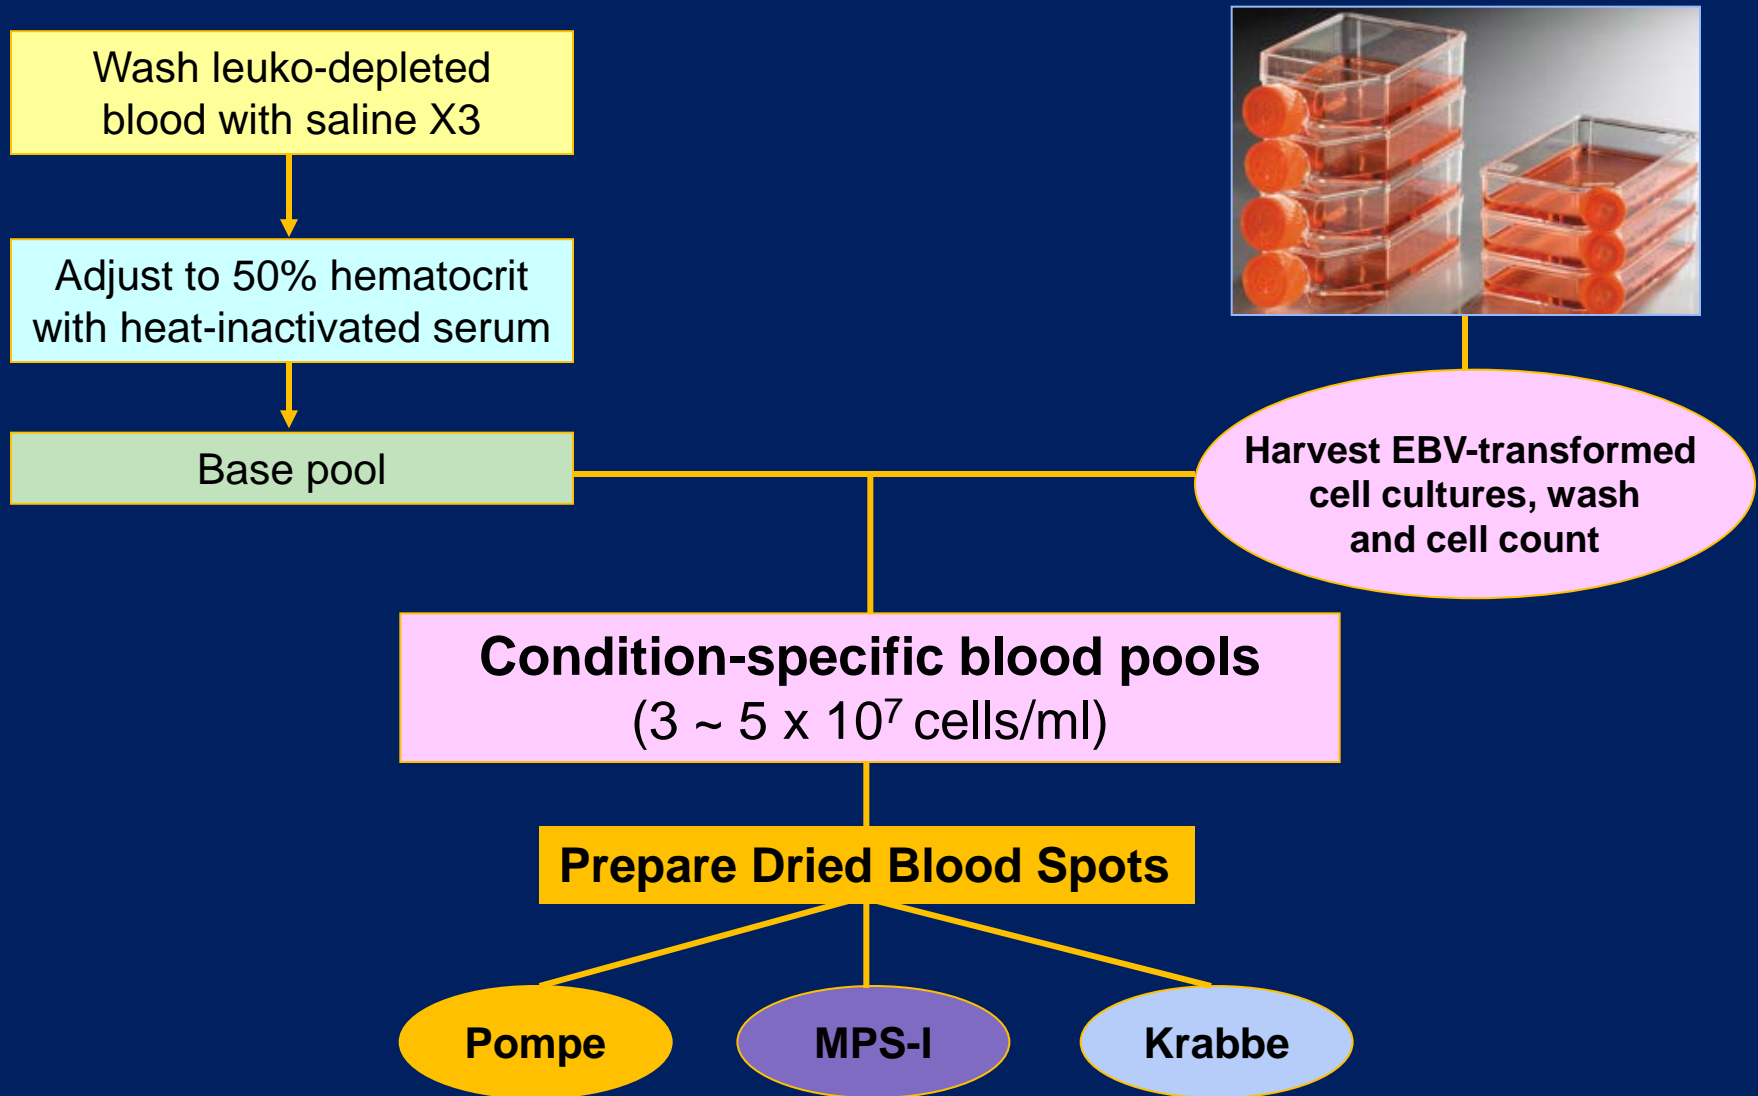 Wash leuko-depleted
blood with saline X3
Adjust to 50% hematocrit
with heat-inactivated serum
Base pool
Harvest EBV-transformed
cell cultures, wash
and cell count
Condition-specific blood pools
(3 ~ 5 x 10⁷ cells/ml)
Prepare Dried Blood Spots
Pompe
MPS-I
Krabbe